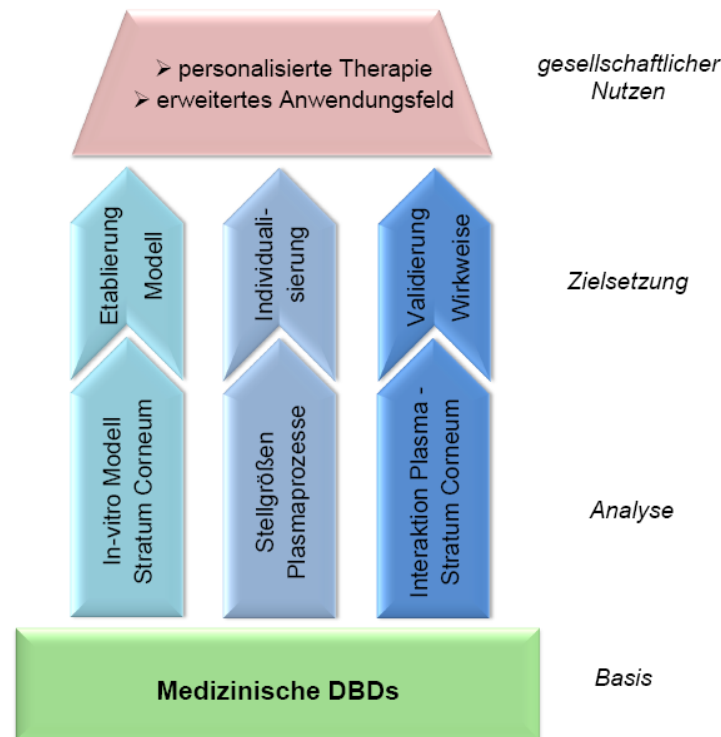 ➢ personalisierte Therapie
➢ erweitertes Anwendungsfeld
gesellschaftlicher
Nutzen
Etablierung
Modell
Individuali-
sierung
Validierung
Wirkweise
Zielsetzung
In-vitro Modell
Stratum Corneum
Stellgrößen
Plasmaprozesse
Interaktion Plasma -
Stratum Corneum
Analyse
Medizinische DBDs
Basis